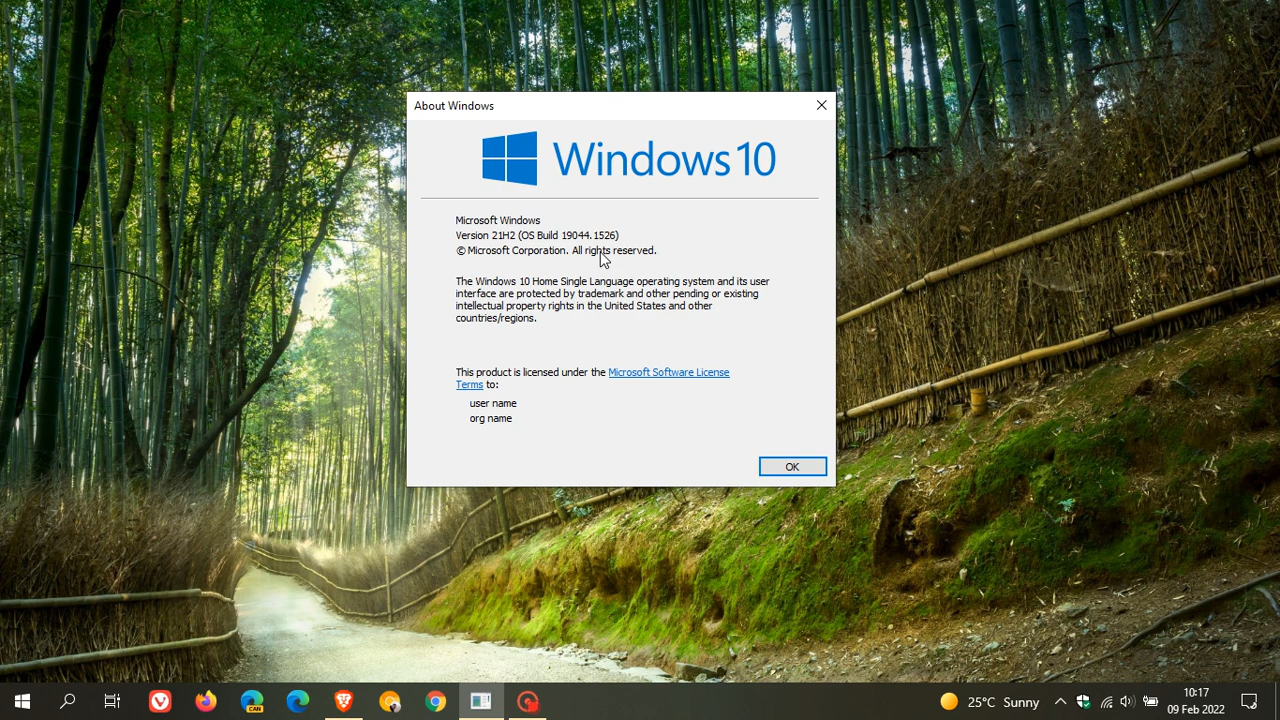 About Windows
Windows 10
Microsoft Windows
Version 21H2 (OS Build 19044.1526)
© Microsoft Corporation. All rights reserved.
The Windows 10 Home Single Language operating system and its user
interface are protected by trademark and other pending or existing
intellectual property rights in the United States and other
countries/regions.
This product is licensed under the Microsoft Software License
Terms to:
user name
org name
OK
CAN
25°C Sunny
10:17
09 Feb 2022